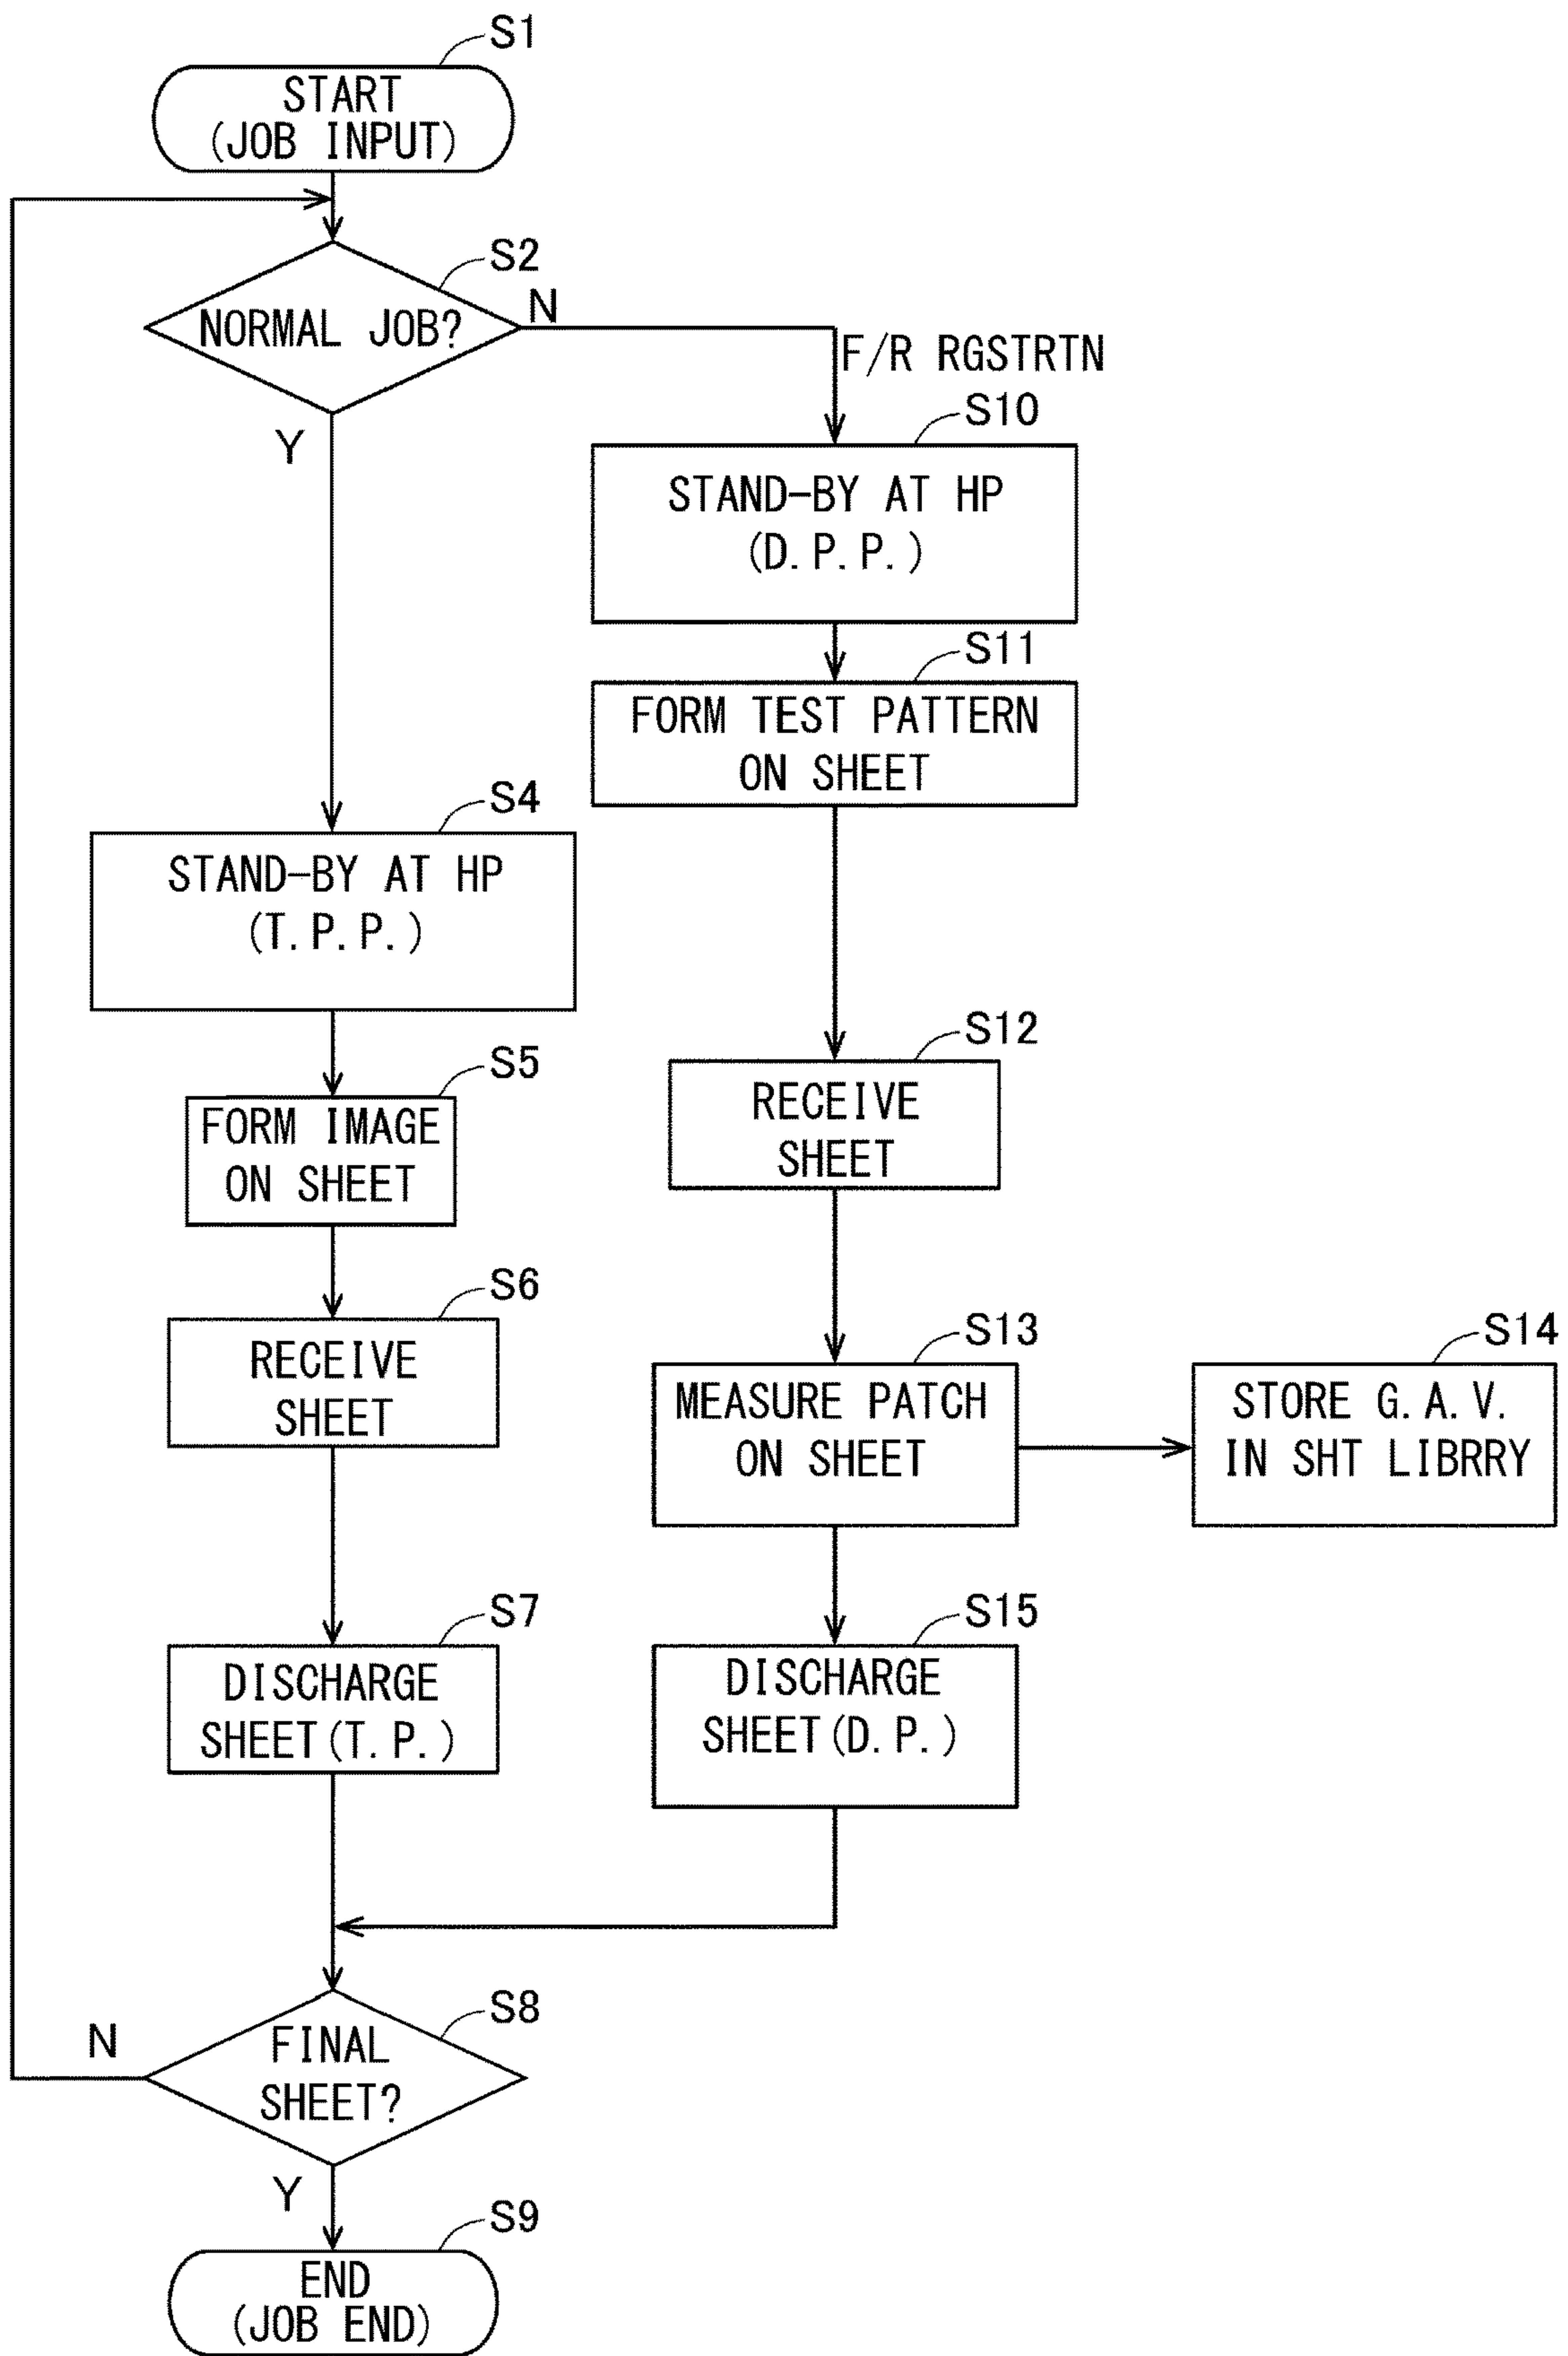 S1
START
(JOB INPUT)
S2
NORMAL JOB?
N
F/R RGSTRTN
Y
S10
STAND-BY AT HP
(D.P.P.)
S11
FORM TEST PATTERN
ON SHEET
S4
STAND-BY AT HP
(T.P.P.)
S5
FORM IMAGE
ON SHEET
S12
RECEIVE
SHEET
S6
RECEIVE
SHEET
S13
MEASURE PATCH
ON SHEET
S14
STORE G.A.V.
IN SHT LIBRRY
S7
DISCHARGE
SHEET(T.P.)
S15
DISCHARGE
SHEET(D.P.)
S8
FINAL
SHEET?
N
Y
S9
END
(JOB END)